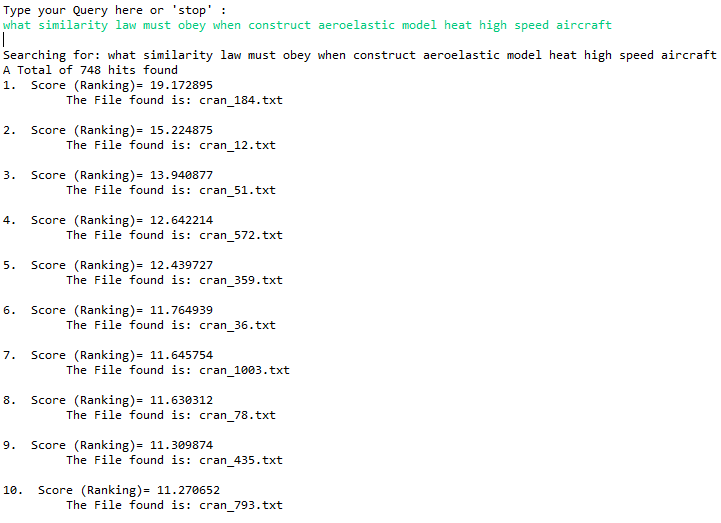 Type your Query here or 'stop' :
what similarity law must obey when construct aeroelastic model heat high speed aircraft
Searching for: what similarity law must obey when construct aeroelastic model heat high speed aircraft
A Total of 748 hits found
1. Score (Ranking)= 19.172895
The File found is: cran_184.txt
2. Score (Ranking)= 15.224875
The File found is: cran_12.txt
3. Score (Ranking)= 13.940877
The File found is: cran_51.txt
4. Score (Ranking)= 12.642214
The File found is: cran_572.txt
5. Score (Ranking)= 12.439727
The File found is: cran_359.txt
6. Score (Ranking)= 11.764939
The File found is: cran_36.txt
7. Score (Ranking)= 11.645754
The File found is: cran_1003.txt
8. Score (Ranking)= 11.630312
The File found is: cran_78.txt
9. Score (Ranking)= 11.309874
The File found is: cran_435.txt
10. Score (Ranking)= 11.270652
The File found is: cran_793.txt